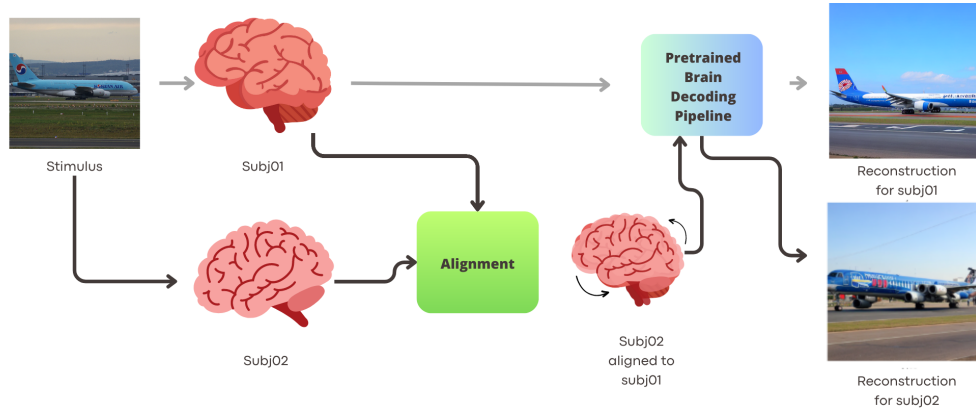 Stimulus
Subj01
Pretrained
Brain
Decoding
Pipeline
Reconstruction
for subj01
Alignment
Subj02
Subj02
aligned to
subj01
Reconstruction
for subj02